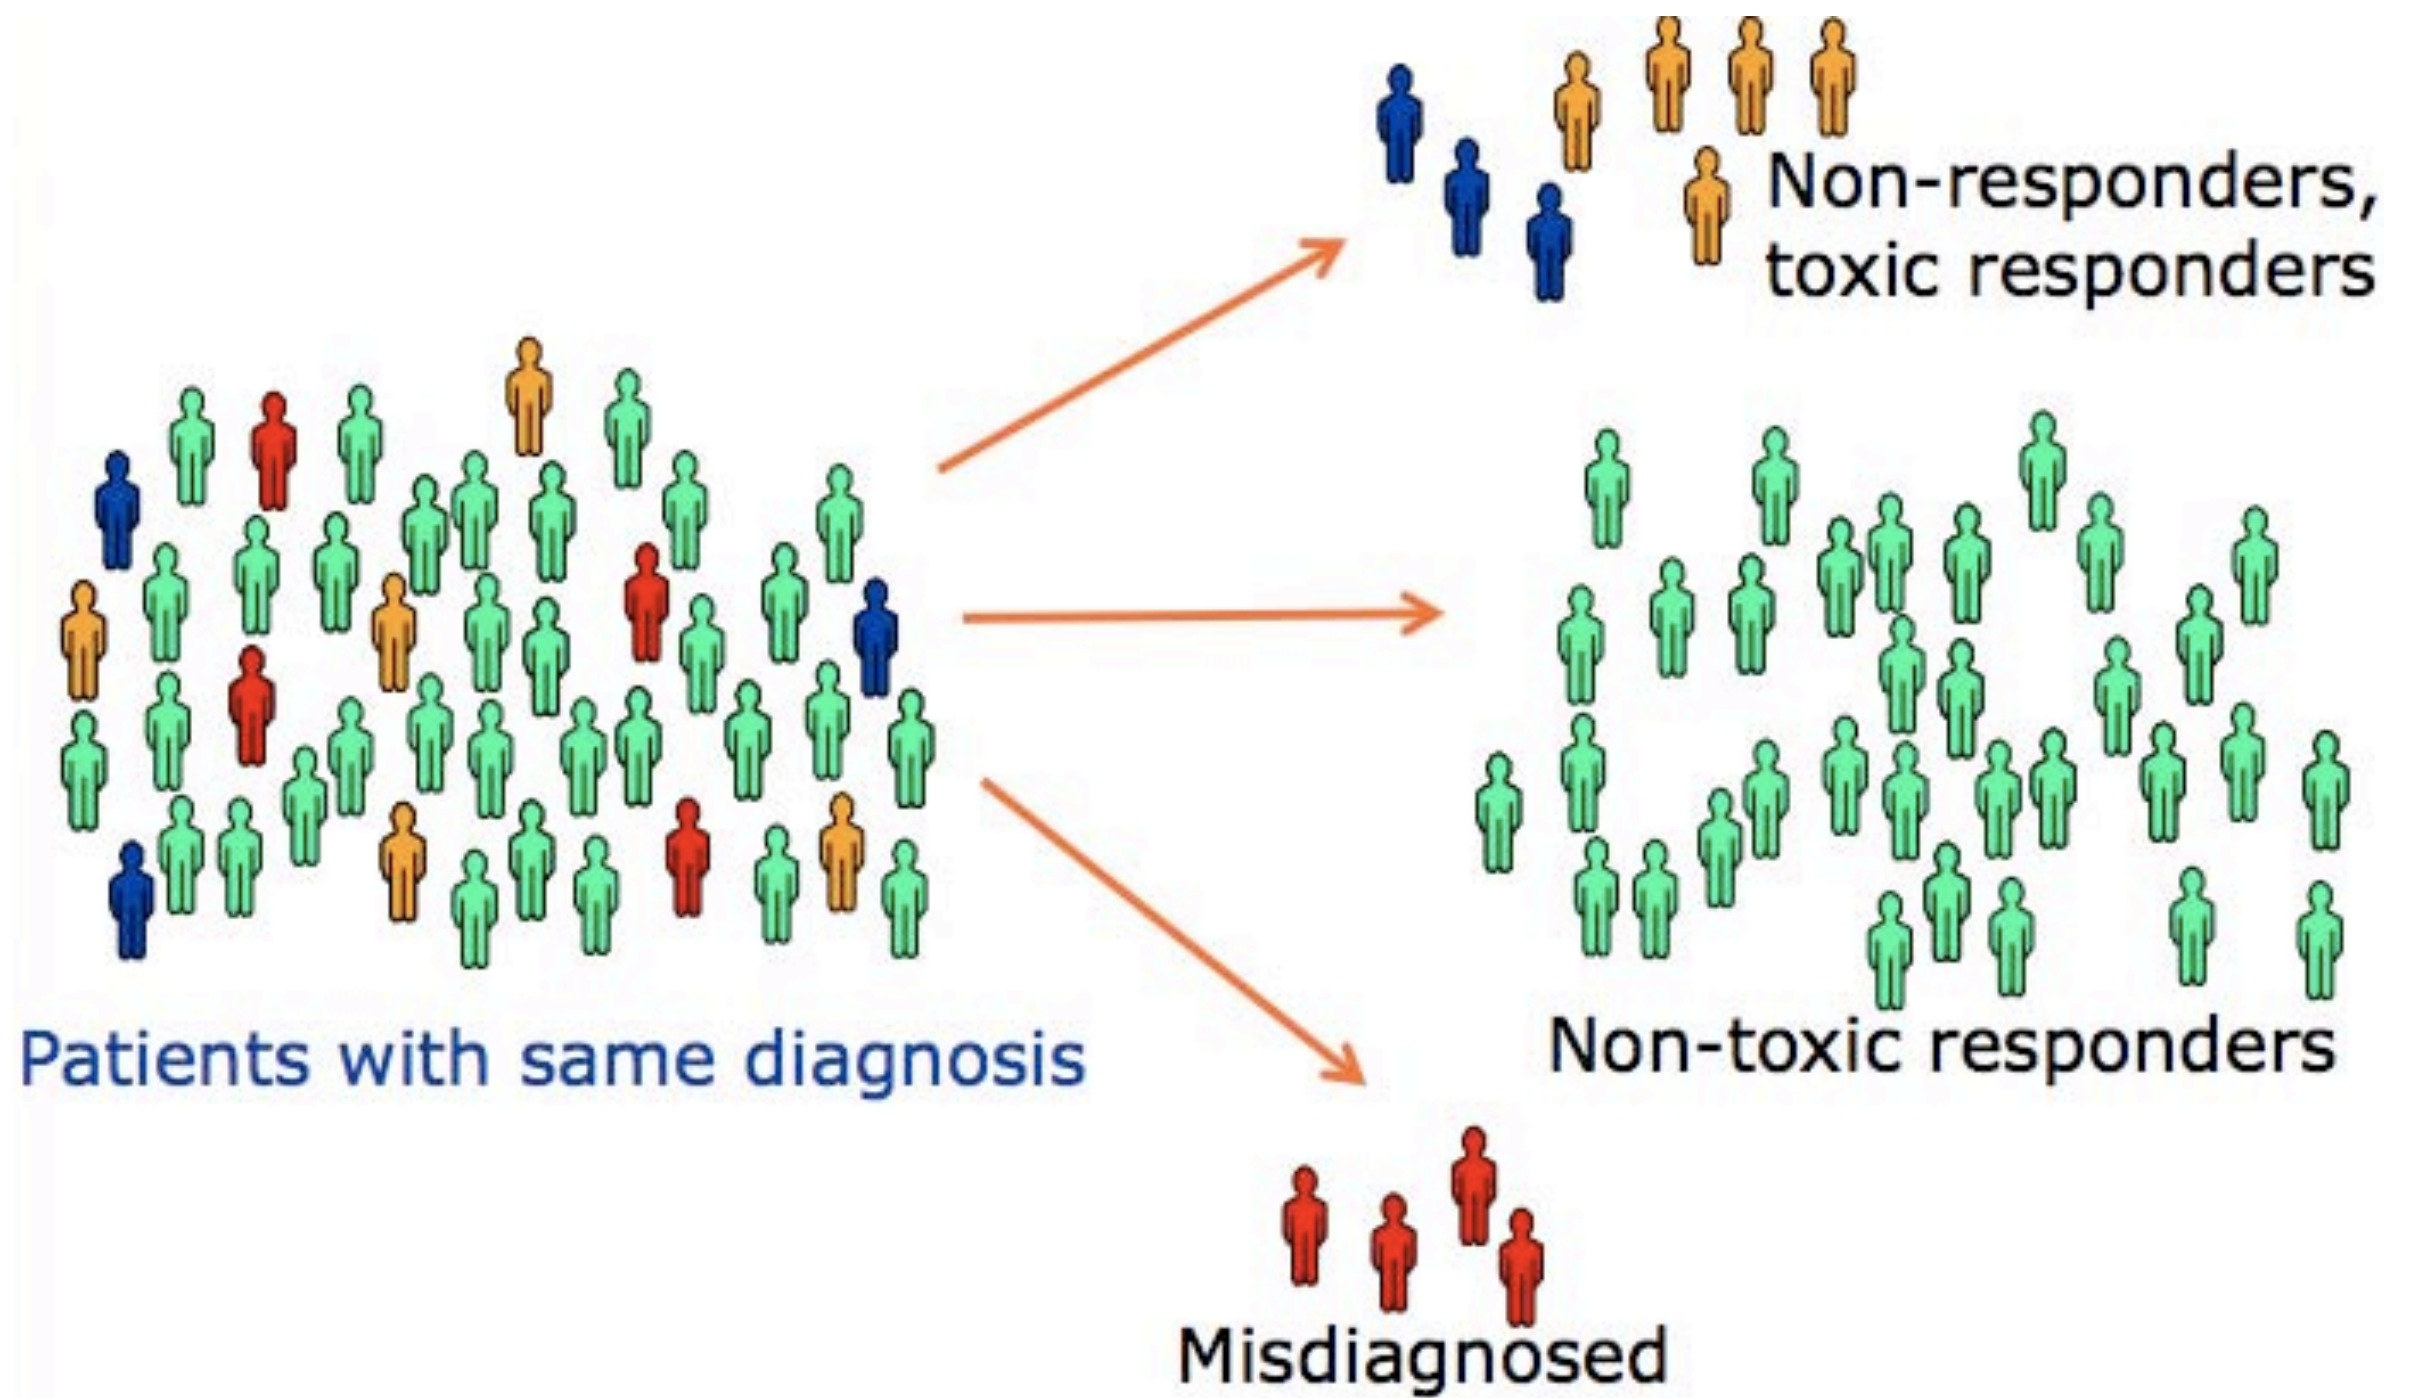 Non-responders,
toxic responders
Patients with same diagnosis
Non-toxic responders
Misdiagnosed